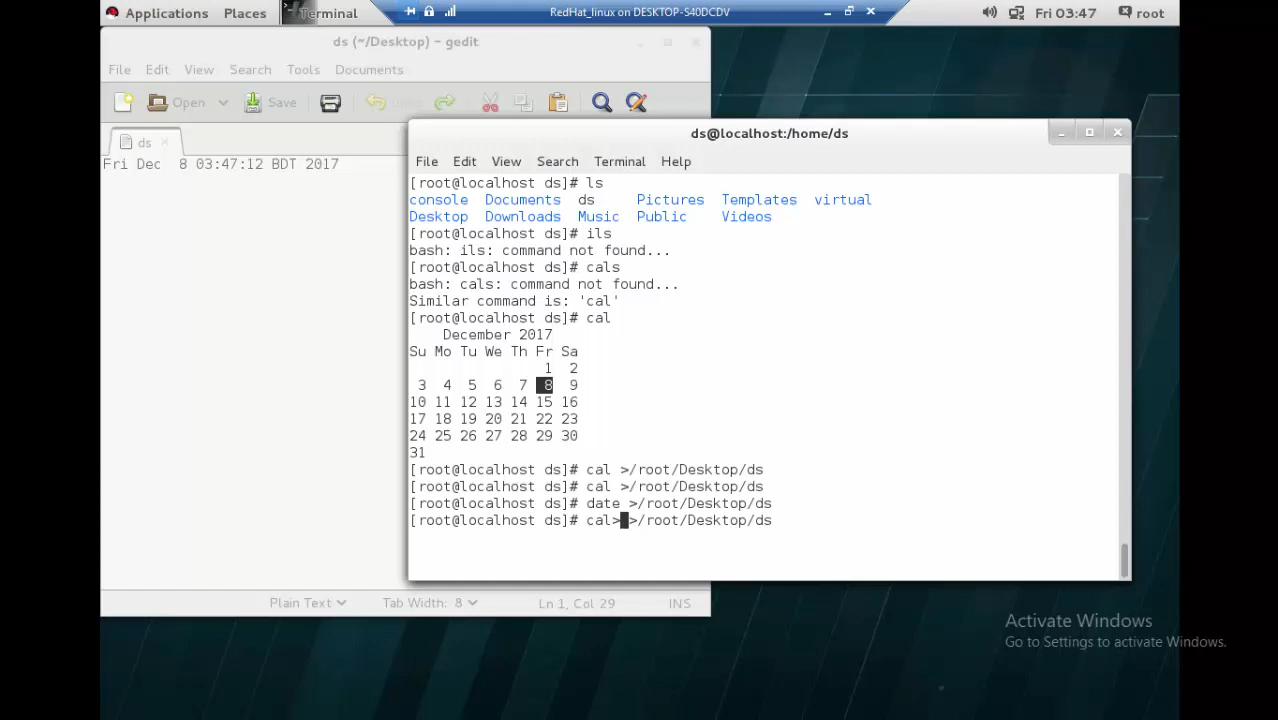 Applications Places Terminal RedHat_linux on DESKTOP-S40DCDV Fri 03:47 root
ds (~/Desktop) - gedit
File Edit View Search Tools Documents
Open Save
ds
Fri Dec  8 03:47:12 BDT 2017
ds@localhost:/home/ds
File Edit View Search Terminal Help
[root@localhost ds]# ls
console Documents ds Pictures Templates virtual
Desktop Downloads Music Public Videos
[root@localhost ds]# ils
bash: ils: command not found...
[root@localhost ds]# cals
bash: cals: command not found...
Similar command is: 'cal'
[root@localhost ds]# cal
December 2017
Su Mo Tu We Th Fr Sa
1 2
3 4 5 6 7 8 9
10 11 12 13 14 15 16
17 18 19 20 21 22 23
24 25 26 27 28 29 30
31
[root@localhost ds]# cal >/root/Desktop/ds
[root@localhost ds]# cal >/root/Desktop/ds
[root@localhost ds]# date >/root/Desktop/ds
[root@localhost ds]# cal> >/root/Desktop/ds
Plain Text Tab Width: 8 Ln 1, Col 29 INS
Activate Windows
Go to Settings to activate Windows.